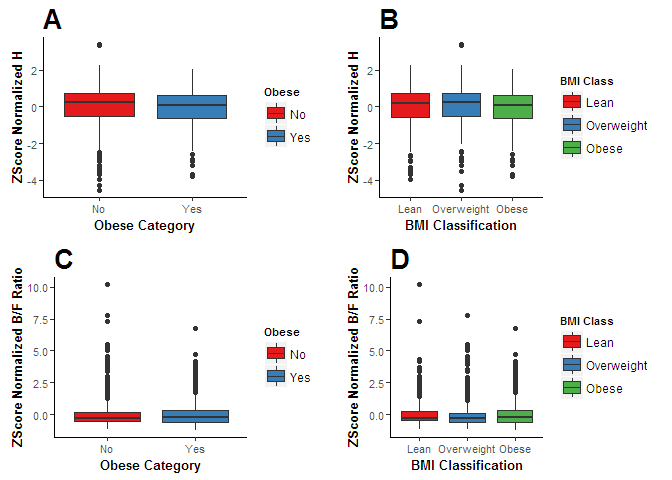 A
ZScore Normalized H
2
0
-2
-4
No
Yes
Obese Category
Obese
No
Yes
B
ZScore Normalized H
2
0
-2
-4
Lean
Overweight
Obese
BMI Classification
BMI Class
Lean
Overweight
Obese
C
ZScore Normalized B/F Ratio
10.0
7.5
5.0
2.5
0.0
No
Yes
Obese Category
Obese
No
Yes
D
ZScore Normalized B/F Ratio
10.0
7.5
5.0
2.5
0.0
Lean
Overweight
Obese
BMI Classification
BMI Class
Lean
Overweight
Obese